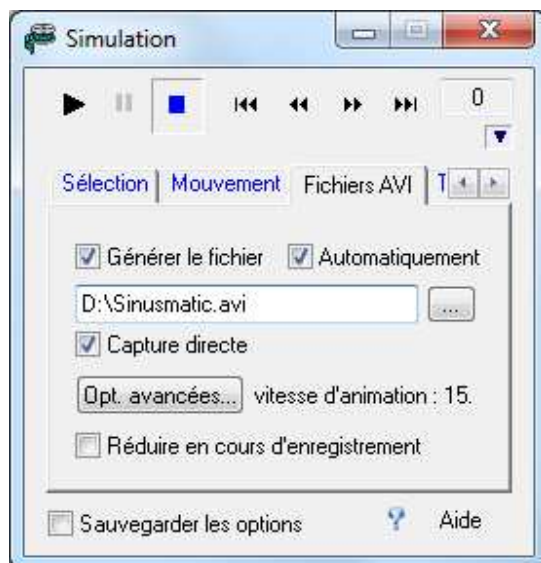 Simulation
0
Sélection Mouvement Fichiers AVI T
Générer le fichier Automatiquement
D:\Sinusmatic.avi ...
Capture directe
Opt. avancées... vitesse d'animation : 15.
Réduire en cours d'enregistrement
Sauvegarder les options ? Aide